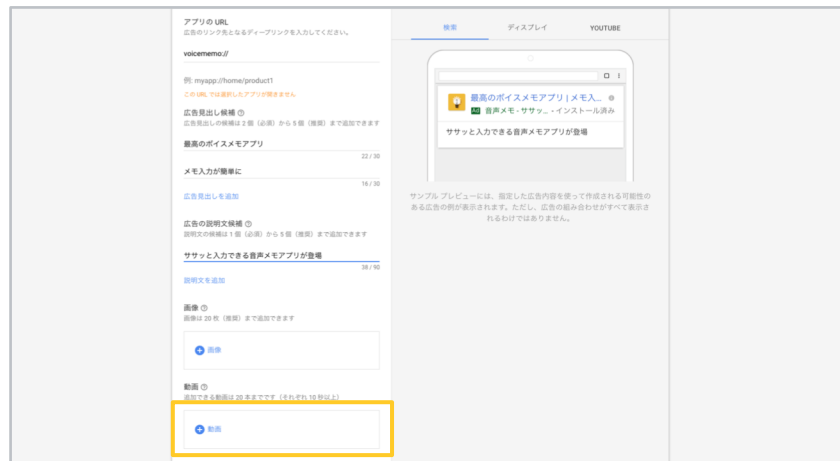 アプリの URL
広告のリンク先となるディープリンクを入力してください。
voicememo://
例: myapp://home/product1
この URL では選択したアプリが開きません
広告見出し候補
広告見出しの候補は 2 個（必須）から 5 個（推奨）まで追加できます
最高のボイスメモアプリ
22 / 30
メモ入力が簡単に
16 / 30
広告見出しを追加
広告の説明文候補
説明文の候補は 1 個（必須）から 5 個（推奨）まで追加できます
ササッと入力できる音声メモアプリが登場
38 / 90
説明文を追加
画像
画像は 20 枚（推奨）まで追加できます
画像
動画
追加できる動画は 20 本までです（それぞれ 10 秒以上）
動画
検索
ディスプレイ
YOUTUBE
最高のボイスメモアプリ | メモ入...
Ad 音声メモ - ササッ... - インストール済み
ササッと入力できる音声メモアプリが登場
サンプル プレビューには、指定した広告内容を使って作成される可能性の
ある広告の例が表示されます。ただし、広告の組み合わせがすべて表示さ
れるわけではありません。